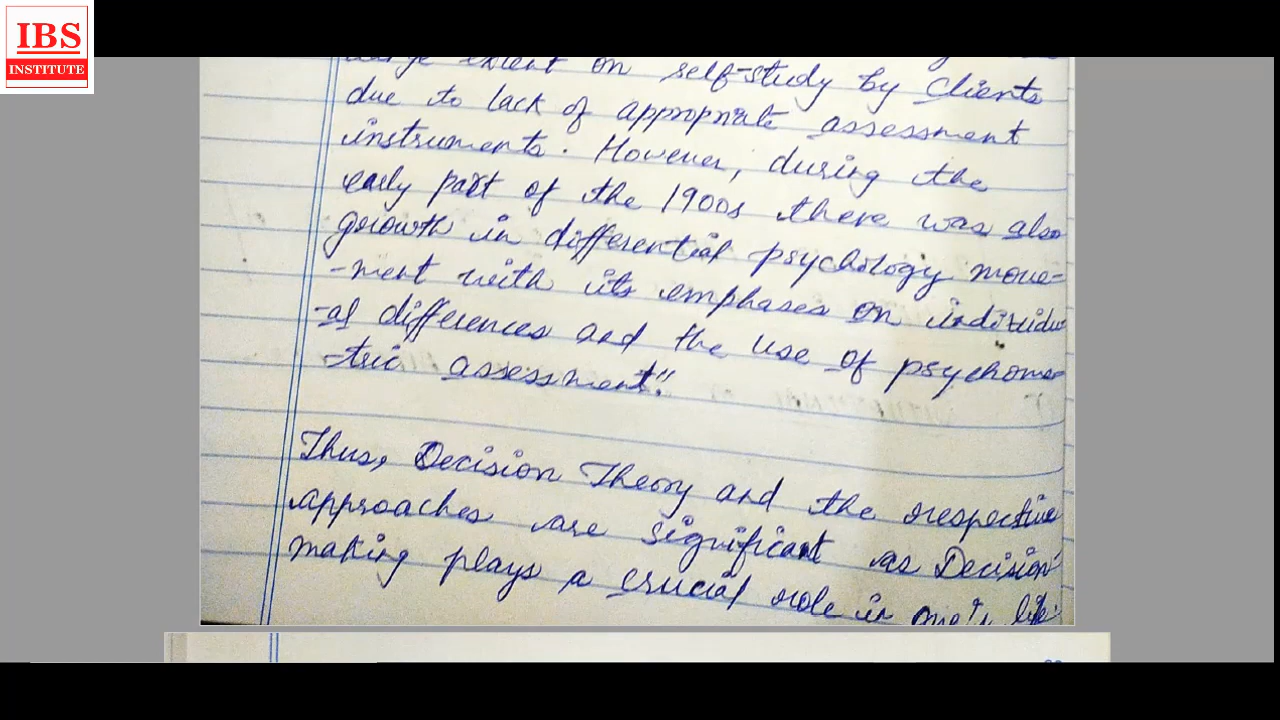 IBS
INSTITUTE
extent on self-study by Clients
due to lack of appropriate assessment
instruments. However, during the
early part of the 1900s there was also
growth in differential psychology move-
-ment with its emphases on individu
-al differences and the use of psychome
-tric assessment."
Thus, Decision Theory and the respective
approaches are significant as Decision
making plays a crucial role in one's life.